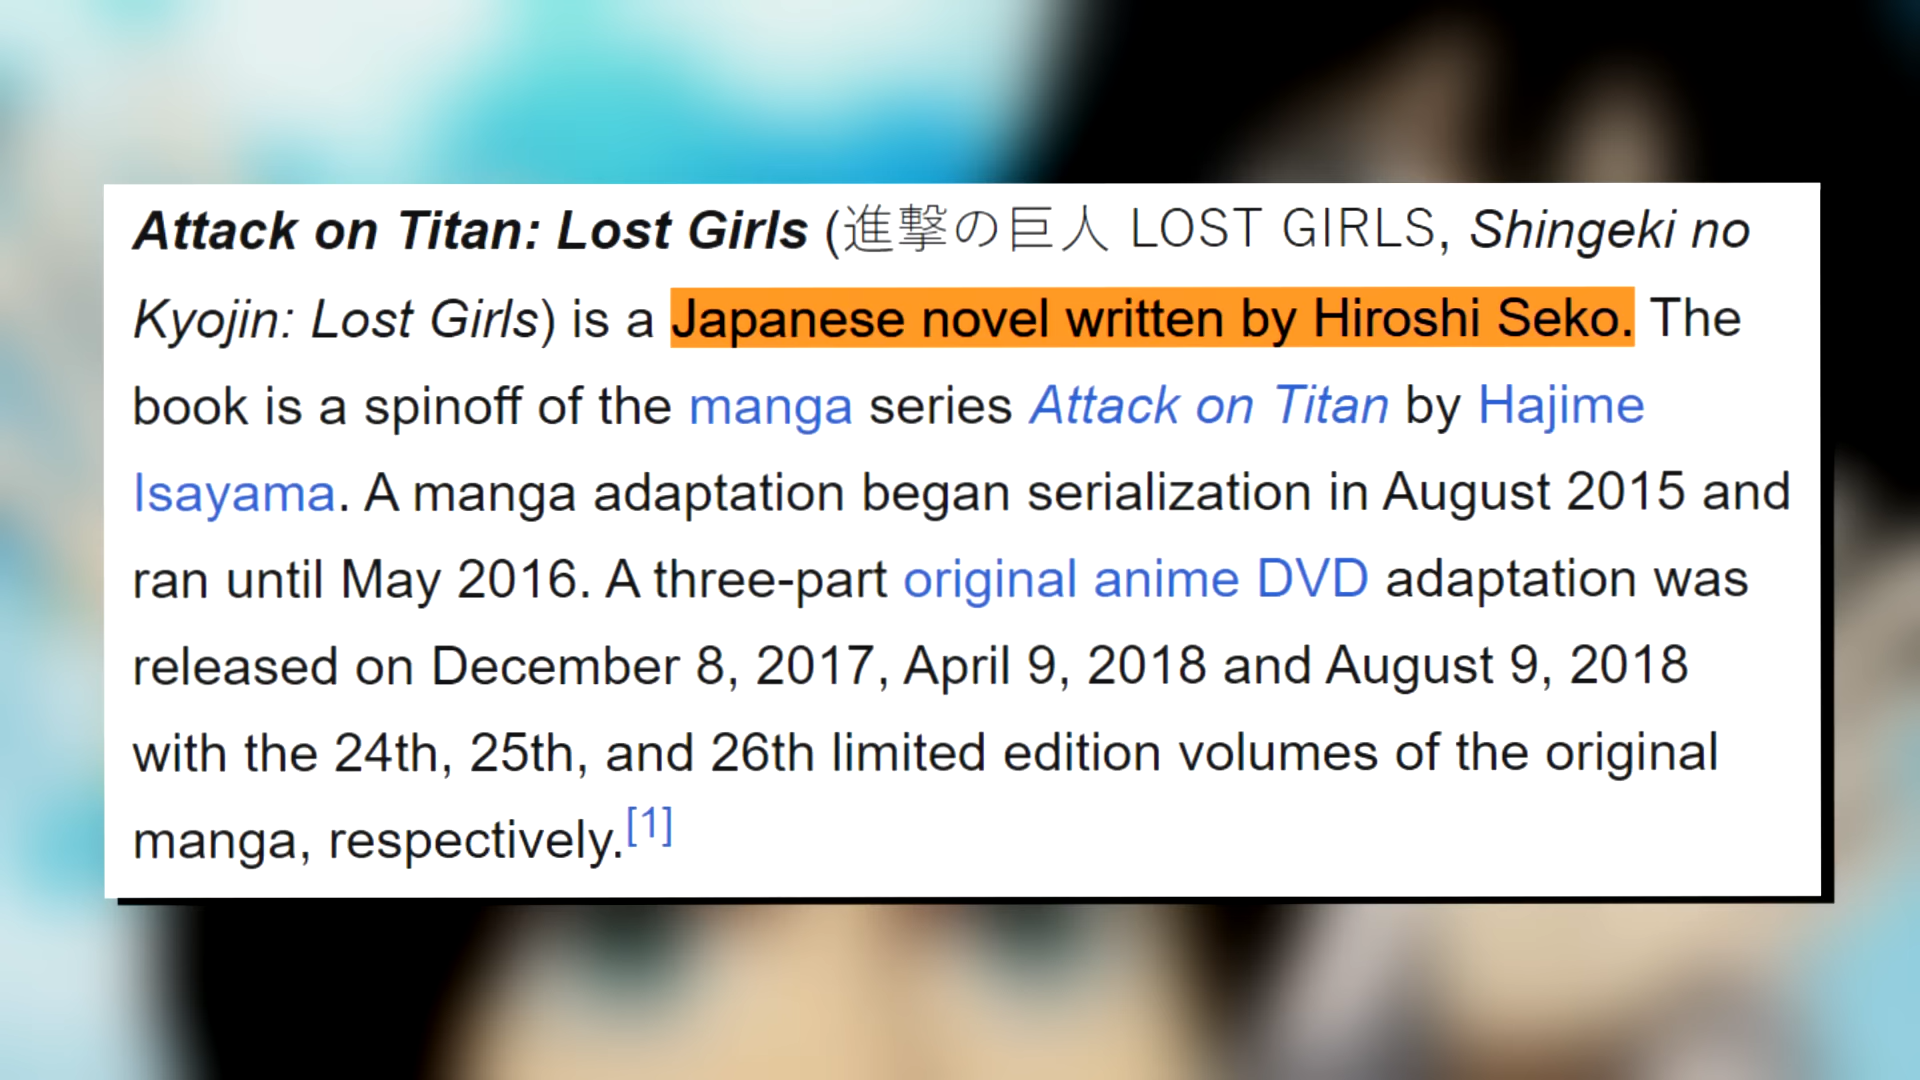 Attack on Titan: Lost Girls (進撃の巨人 LOST GIRLS, Shingeki no
Kyojin: Lost Girls) is a Japanese novel written by Hiroshi Seko. The
book is a spinoff of the manga series Attack on Titan by Hajime
Isayama. A manga adaptation began serialization in August 2015 and
ran until May 2016. A three-part original anime DVD adaptation was
released on December 8, 2017, April 9, 2018 and August 9, 2018
with the 24th, 25th, and 26th limited edition volumes of the original
manga, respectively.[1]